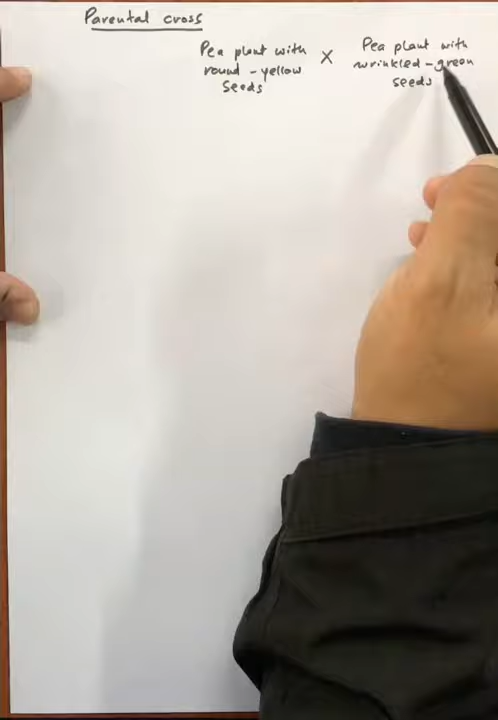 Parental cross
Pea plant with × Pea plant with
round - yellow wrinkled - green
seeds seeds